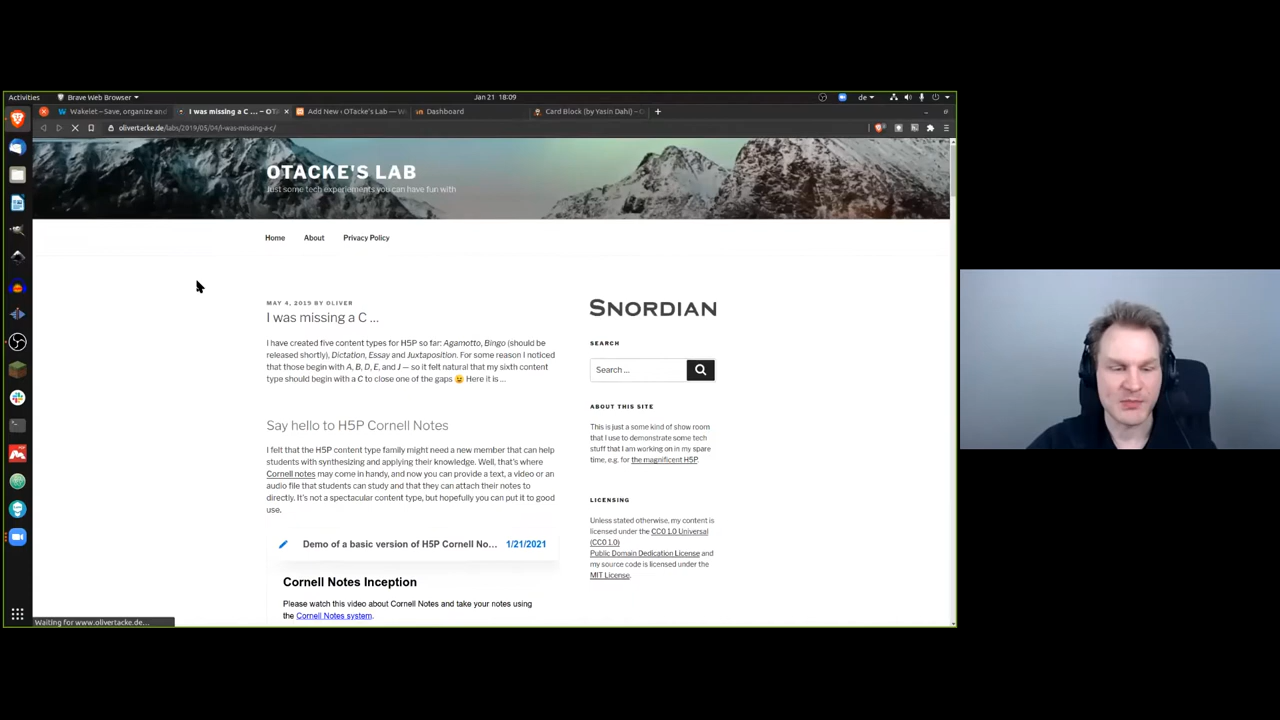 Activities
Brave Web Browser
Jan 21 18:09
de
Wakelet – Save, organize and
I was missing a C … – OTa
Add New ‹ OTacke's Lab — W
Dashboard
Card Block (by Yasin Dahi) –
olivertacke.de/labs/2019/05/04/i-was-missing-a-c/
OTACKE'S LAB
Just some tech experiements you can have fun with
Home
About
Privacy Policy
MAY 4, 2019 BY OLIVER
I was missing a C …
I have created five content types for H5P so far: Agamotto, Bingo (should be
released shortly), Dictation, Essay and Juxtaposition. For some reason I noticed
that those begin with A, B, D, E, and J — so it felt natural that my sixth content
type should begin with a C to close one of the gaps 😉 Here it is …
Say hello to H5P Cornell Notes
I felt that the H5P content type family might need a new member that can help
students with synthesizing and applying their knowledge. Well, that's where
Cornell notes may come in handy, and now you can provide a text, a video or an
audio file that students can study and that they can attach their notes to
directly. It's not a spectacular content type, but hopefully you can put it to good
use.
Demo of a basic version of H5P Cornell No...
1/21/2021
Cornell Notes Inception
Please watch this video about Cornell Notes and take your notes using
the Cornell Notes system.
SNORDIAN
SEARCH
Search …
ABOUT THIS SITE
This is just a some kind of show room
that I use to demonstrate some tech
stuff that I am working on in my spare
time, e.g. for the magnificent H5P.
LICENSING
Unless stated otherwise, my content is
licensed under the CC0 1.0 Universal
(CC0 1.0)
Public Domain Dedication License and
my source code is licensed under the
MIT License.
Waiting for www.olivertacke.de…